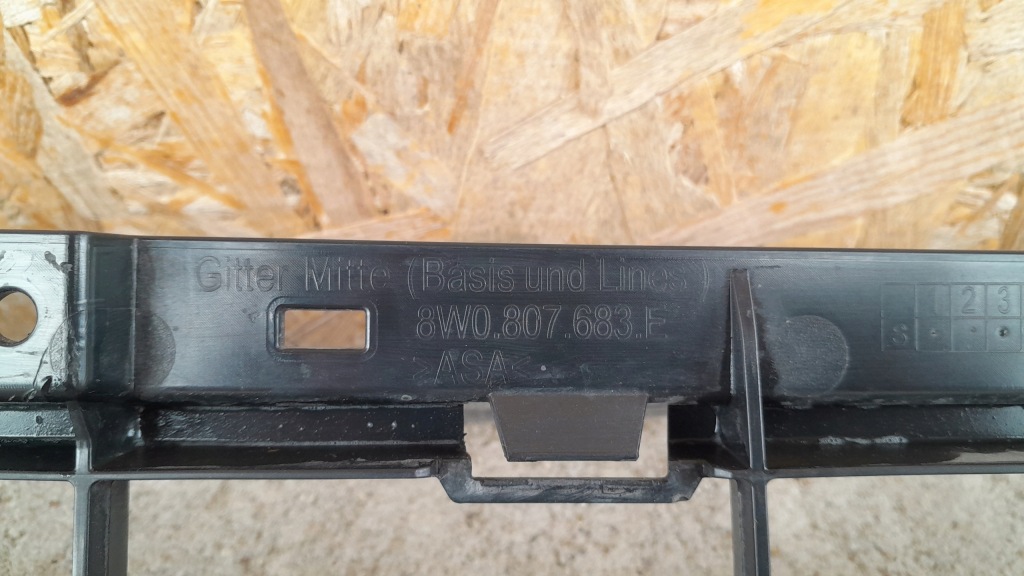 Gitter Mitte (Basis und Lines)
8W0.807.683.F
>ASA<
1 2 3
S